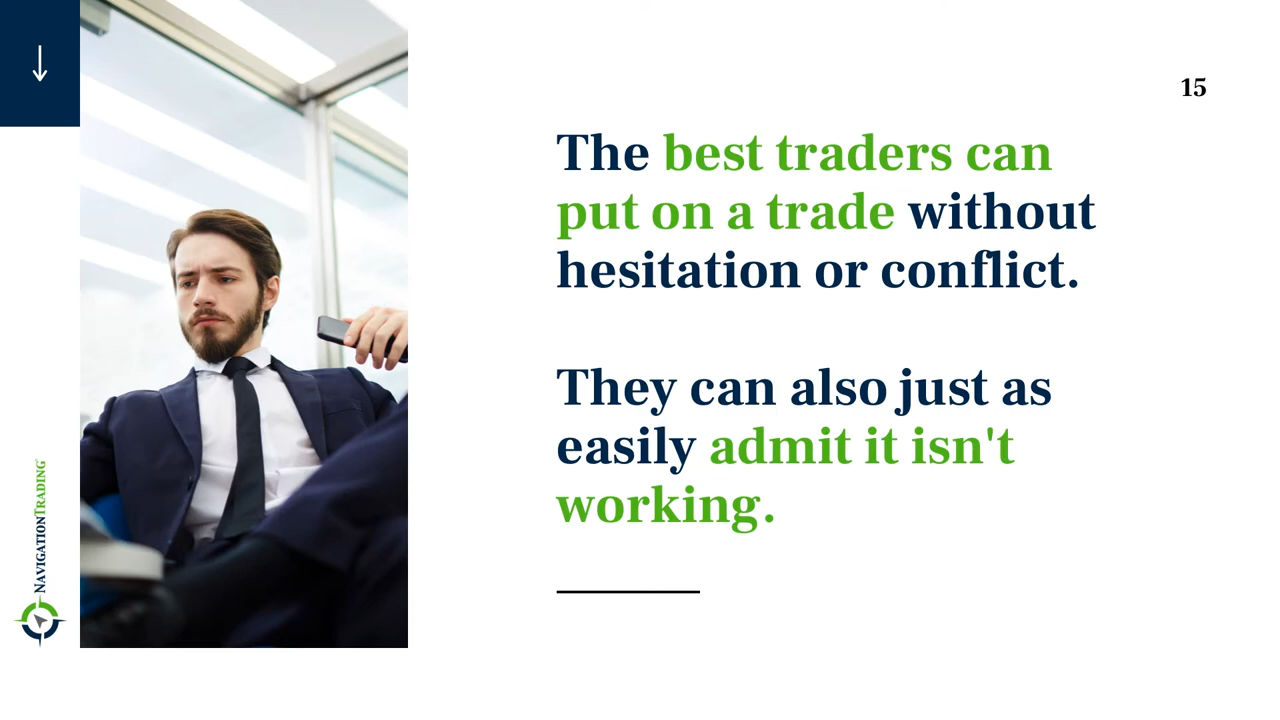 15
The best traders can
put on a trade without
hesitation or conflict.
They can also just as
easily admit it isn't
working.
NAVIGATIONTRADING